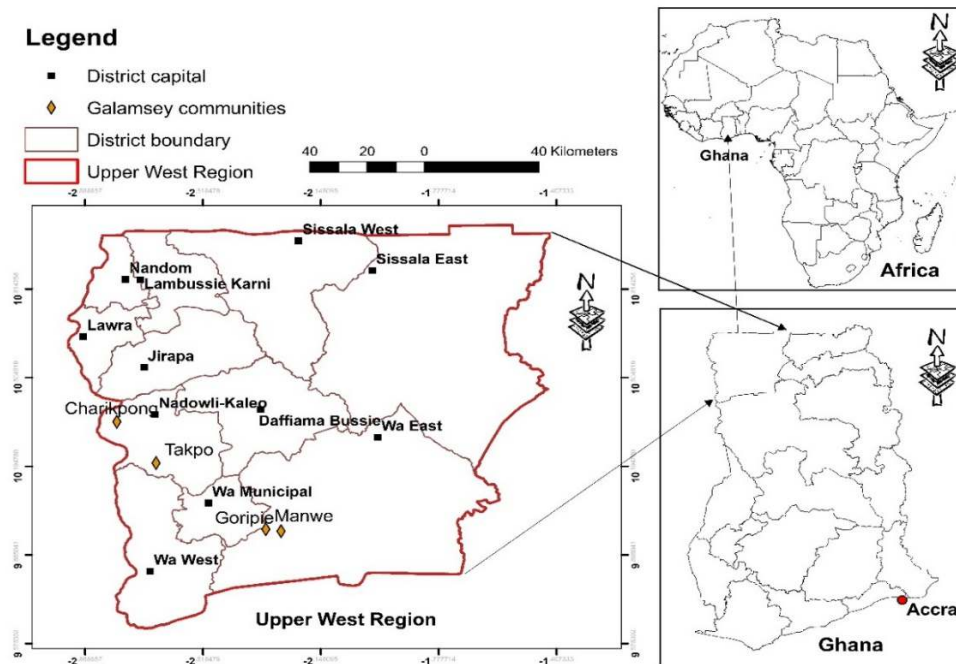 Legend
District capital
Galamsey communities
District boundary
Upper West Region
40 20 0 40 Kilometers
N
Ghana
Africa
Sissala West
Sissala East
Nandom
Lambussie Karni
N
Lawra
Jirapa
Nadowli-Kaleo
Charikpong
Daffiama Bussie
Wa East
Takpo
Wa Municipal
Goripie
Manwe
Wa West
Upper West Region
N
Accra
Ghana